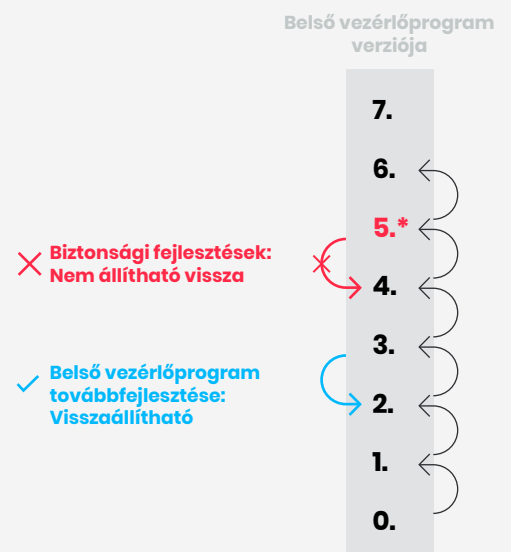 Belső vezérlőprogram
verziója
7.
6.
5.*
Biztonsági fejlesztések:
Nem állítható vissza
4.
3.
Belső vezérlőprogram
továbbfejlesztése:
Visszaállítható
2.
1.
0.